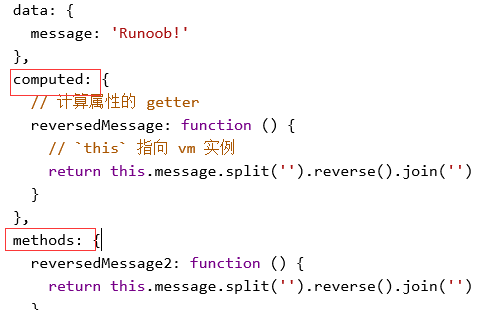 data: {
message: 'Runoob!'
},
computed: {
// 计算属性的 getter
reversedMessage: function () {
// `this` 指向 vm 实例
return this.message.split('').reverse().join('')
}
},
methods: {
reversedMessage2: function () {
return this.message.split('').reverse().join('')
}